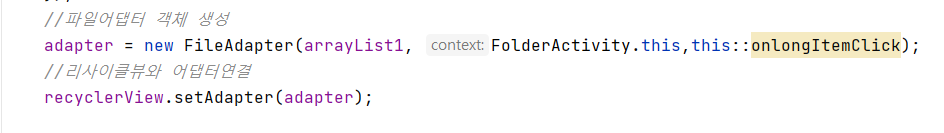 //파일어댑터 객체 생성
adapter = new FileAdapter(arrayList1, context: FolderActivity.this,this::onlongItemClick);
//리사이클뷰와 어댑터연결
recyclerView.setAdapter(adapter);